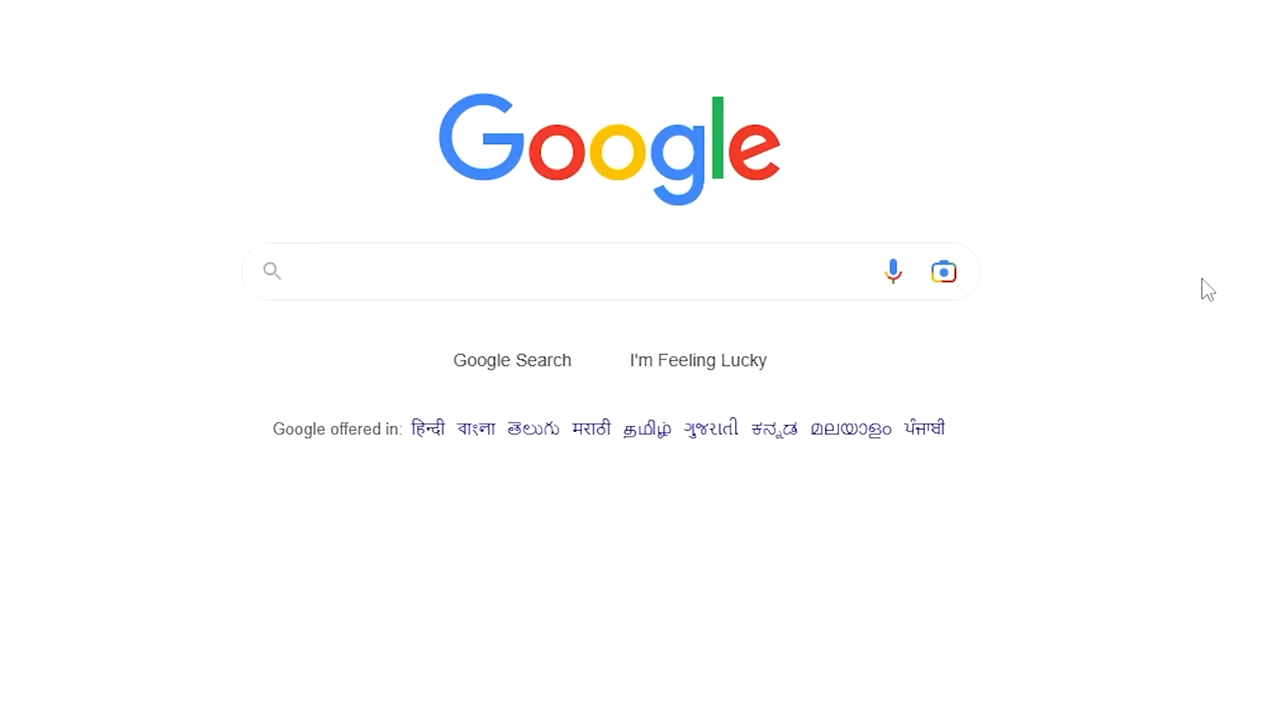 Google
Google Search I'm Feeling Lucky
Google offered in: हिन्दी বাংলা తెలుగు मराठी தமிழ் ગુજરાતી ಕನ್ನಡ മലയാളം ਪੰਜਾਬੀ